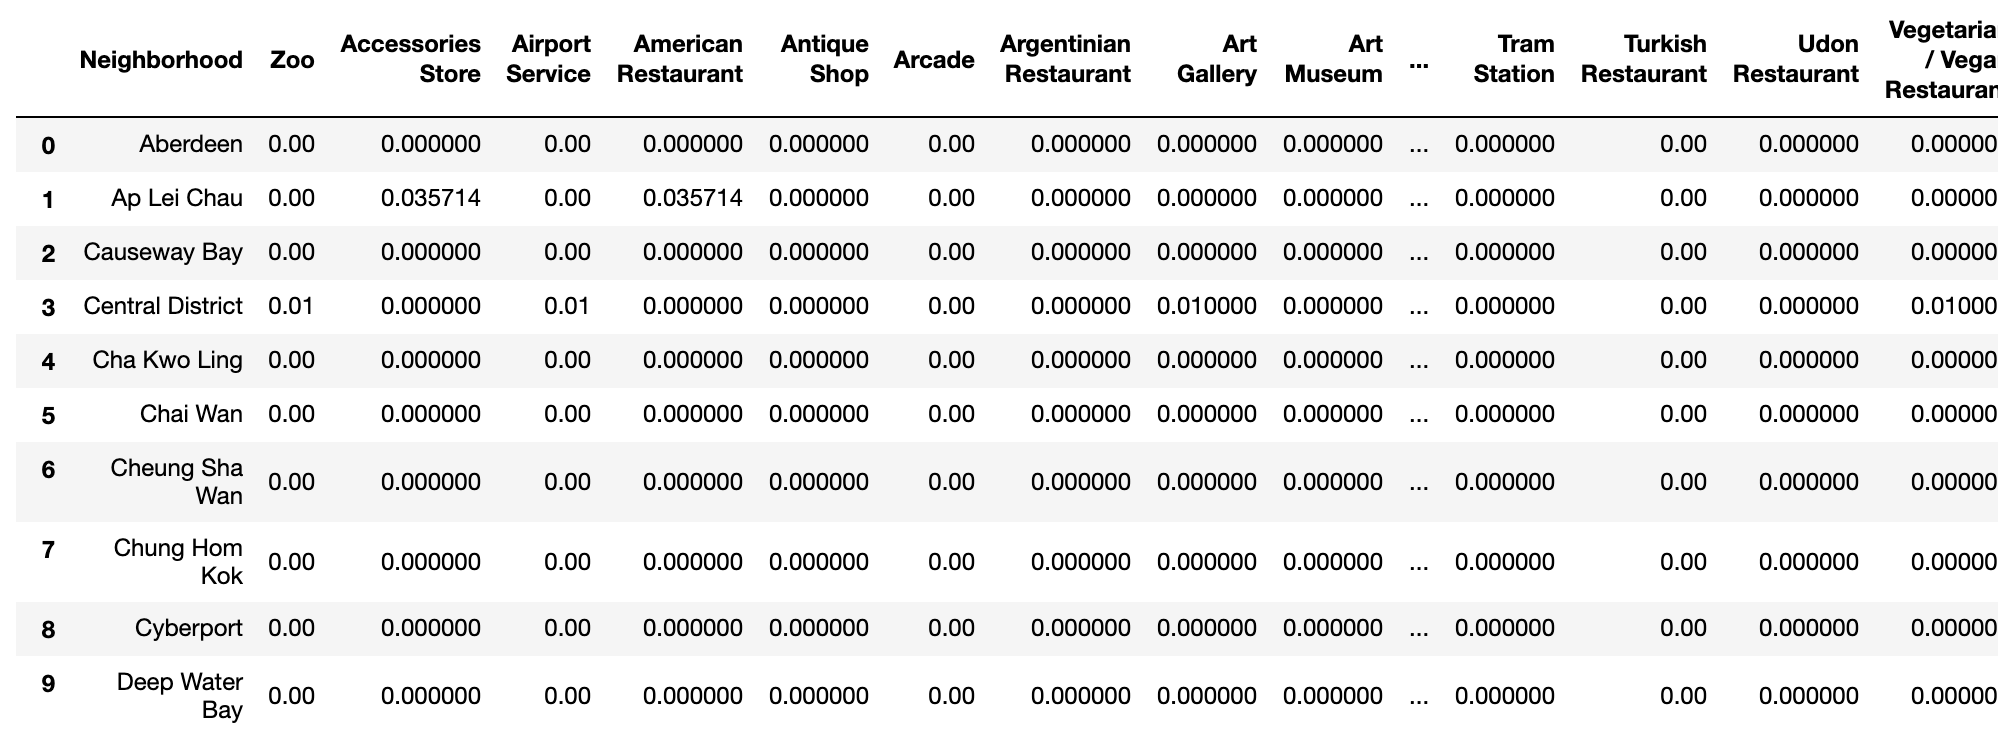 Neighborhood Zoo Accessories Store Airport Service American Restaurant Antique Shop Arcade Argentinian Restaurant Art Gallery Art Museum ... Tram Station Turkish Restaurant Udon Restaurant Vegetaria / Vega Restauran
0 Aberdeen 0.00 0.000000 0.00 0.000000 0.000000 0.00 0.000000 0.000000 0.000000 ... 0.000000 0.00 0.000000 0.00000
1 Ap Lei Chau 0.00 0.035714 0.00 0.035714 0.000000 0.00 0.000000 0.000000 0.000000 ... 0.000000 0.00 0.000000 0.00000
2 Causeway Bay 0.00 0.000000 0.00 0.000000 0.000000 0.00 0.000000 0.000000 0.000000 ... 0.000000 0.00 0.000000 0.00000
3 Central District 0.01 0.000000 0.01 0.000000 0.000000 0.00 0.000000 0.010000 0.000000 ... 0.000000 0.00 0.000000 0.01000
4 Cha Kwo Ling 0.00 0.000000 0.00 0.000000 0.000000 0.00 0.000000 0.000000 0.000000 ... 0.000000 0.00 0.000000 0.00000
5 Chai Wan 0.00 0.000000 0.00 0.000000 0.000000 0.00 0.000000 0.000000 0.000000 ... 0.000000 0.00 0.000000 0.00000
6 Cheung Sha Wan 0.00 0.000000 0.00 0.000000 0.000000 0.00 0.000000 0.000000 0.000000 ... 0.000000 0.00 0.000000 0.00000
7 Chung Hom Kok 0.00 0.000000 0.00 0.000000 0.000000 0.00 0.000000 0.000000 0.000000 ... 0.000000 0.00 0.000000 0.00000
8 Cyberport 0.00 0.000000 0.00 0.000000 0.000000 0.00 0.000000 0.000000 0.000000 ... 0.000000 0.00 0.000000 0.00000
9 Deep Water Bay 0.00 0.000000 0.00 0.000000 0.000000 0.00 0.000000 0.000000 0.000000 ... 0.000000 0.00 0.000000 0.00000